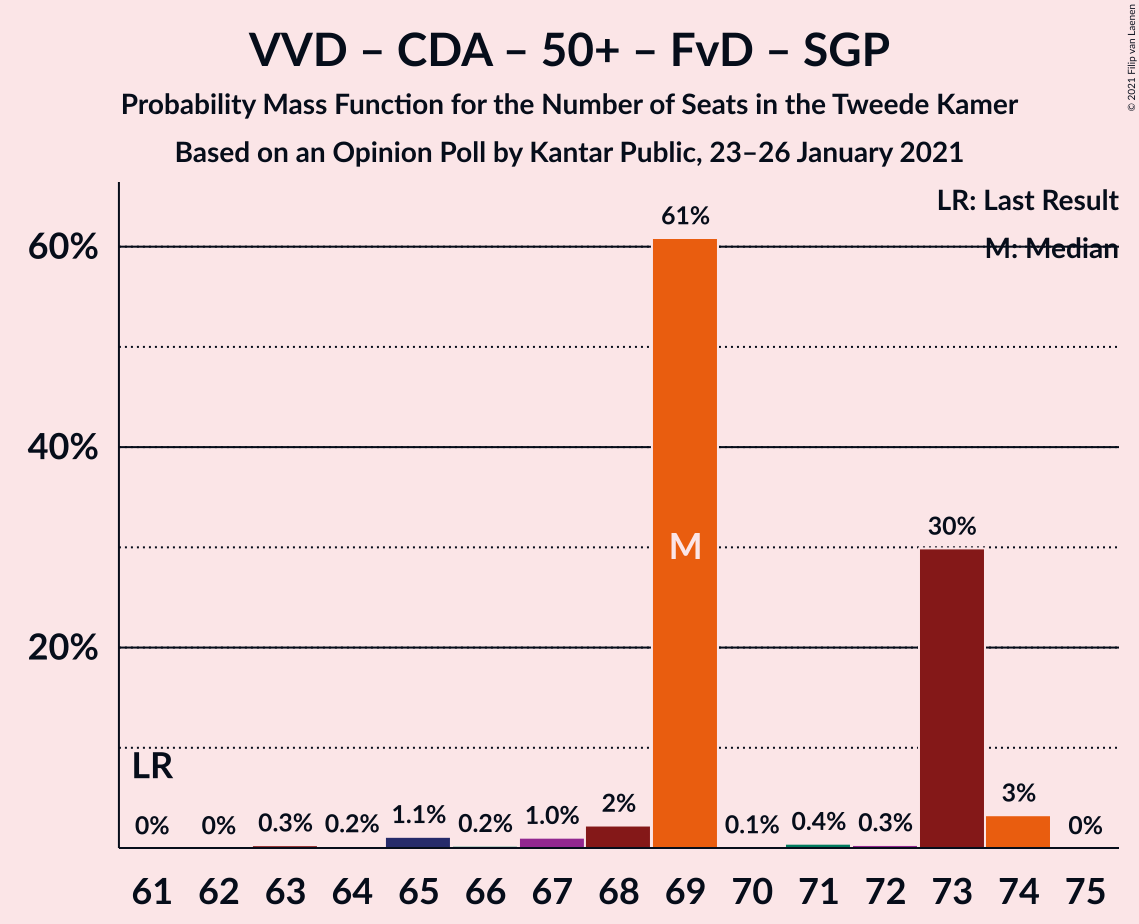 VVD – CDA – 50+ – FvD – SGP
Probability Mass Function for the Number of Seats in the Tweede Kamer
Based on an Opinion Poll by Kantar Public, 23–26 January 2021
© 2021 Filip van Laenen
LR: Last Result
M: Median
60%
40%
20%
61%
M
30%
LR
0%
0%
0.3%
0.2%
1.1%
0.2%
1.0%
2%
0.1%
0.4%
0.3%
3%
0%
61 62 63 64 65 66 67 68 69 70 71 72 73 74 75